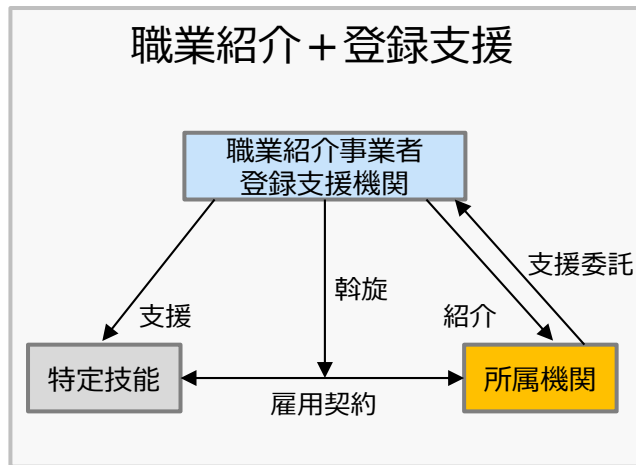 職業紹介＋登録支援
職業紹介事業者
登録支援機関
支援委託
斡旋
支援
紹介
特定技能
所属機関
雇用契約